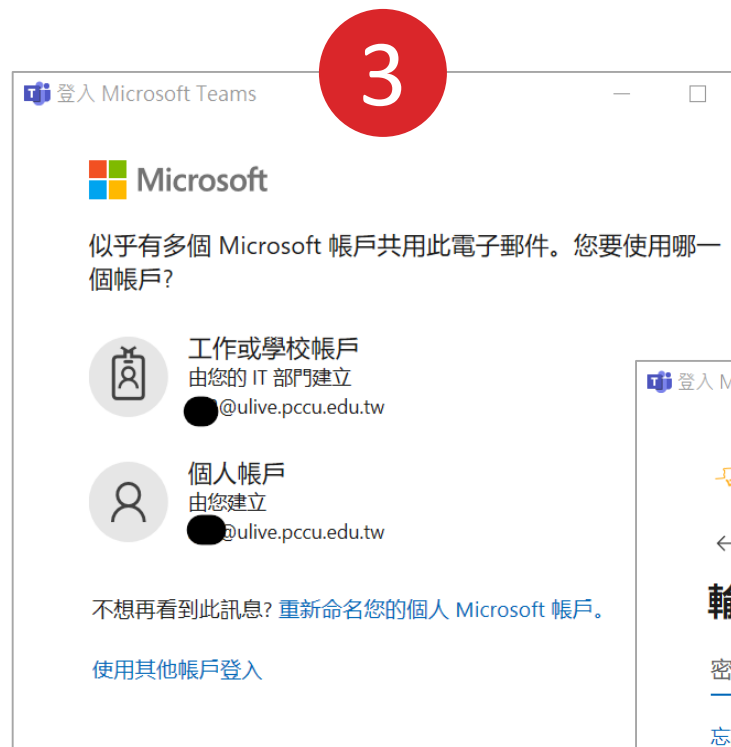 3
登入 Microsoft Teams
Microsoft
似乎有多個 Microsoft 帳戶共用此電子郵件。您要使用哪一
個帳戶?
工作或學校帳戶
由您的 IT 部門建立
@ulive.pccu.edu.tw
個人帳戶
由您建立
@ulive.pccu.edu.tw
不想再看到此訊息? 重新命名您的個人 Microsoft 帳戶。
使用其他帳戶登入
登入 M
輸
密
忘